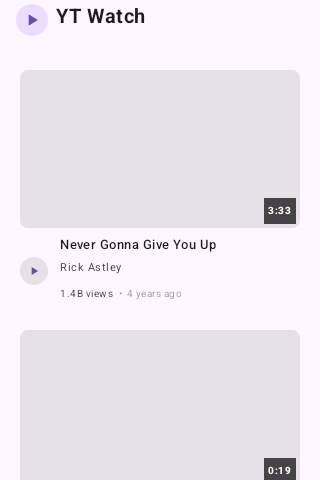 YT Watch
3:33
Never Gonna Give You Up
Rick Astley
1.4B views • 4 years ago
0:19